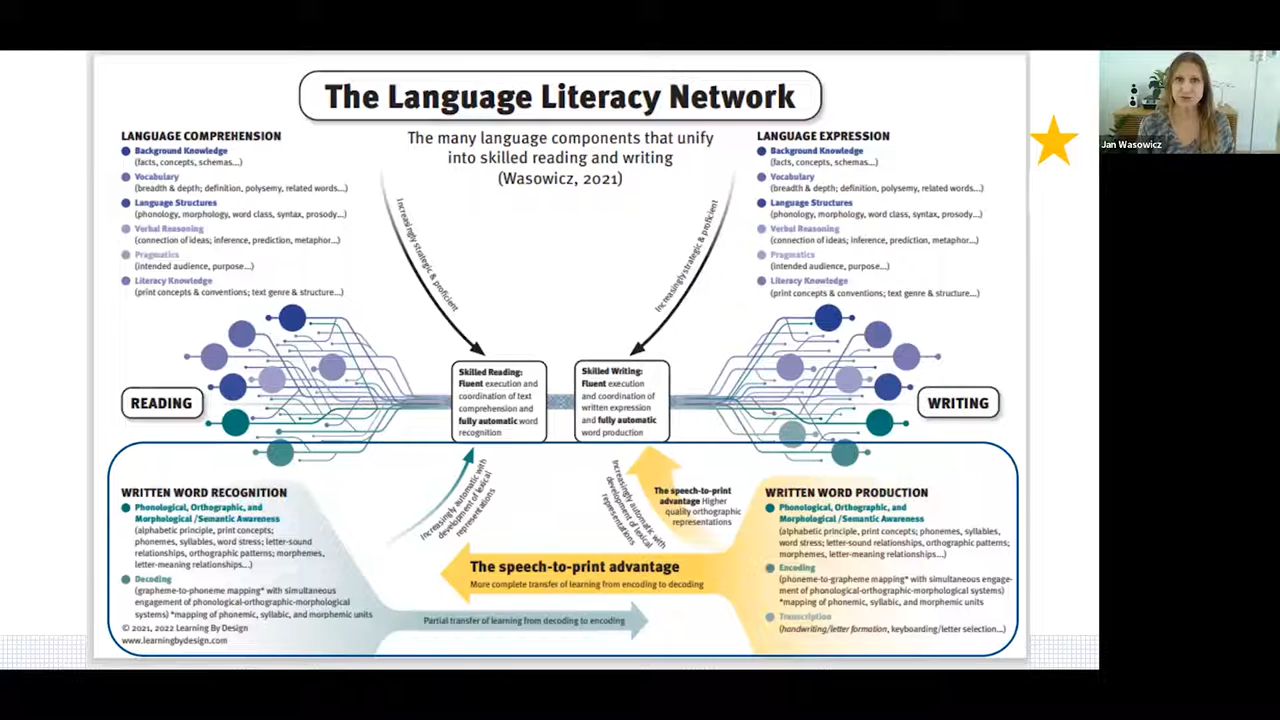 The Language Literacy Network
The many language components that unify
into skilled reading and writing
(Wasowicz, 2021)
LANGUAGE COMPREHENSION
Background Knowledge
(facts, concepts, schemas...)
Vocabulary
(breadth & depth; definition, polysemy, related words...)
Language Structures
(phonology, morphology, word class, syntax, prosody...)
Verbal Reasoning
(connection of ideas; inference, prediction, metaphor...)
Pragmatics
(intended audience, purpose...)
Literacy Knowledge
(print concepts & conventions; text genre & structure...)
Increasingly strategic & proficient
Increasingly strategic & proficient
LANGUAGE EXPRESSION
Background Knowledge
(facts, concepts, schemas...)
Vocabulary
(breadth & depth; definition, polysemy, related words...)
Language Structures
(phonology, morphology, word class, syntax, prosody...)
Verbal Reasoning
(connection of ideas; inference, prediction, metaphor...)
Pragmatics
(intended audience, purpose...)
Literacy Knowledge
(print concepts & conventions; text genre & structure...)
Jan Wasowicz
READING
Skilled Reading:
Fluent execution and
coordination of text
comprehension and
fully automatic word
recognition
Skilled Writing:
Fluent execution
and coordination of
written expression
and fully automatic
word production
WRITING
WRITTEN WORD RECOGNITION
Phonological, Orthographic, and
Morphological /Semantic Awareness
(alphabetic principle, print concepts;
phonemes, syllables, word stress; letter-sound
relationships, orthographic patterns; morphemes,
letter-meaning relationships...)
Decoding
(grapheme-to-phoneme mapping* with simultaneous
engagement of phonological-orthographic-morphological
systems) *mapping of phonemic, syllabic, and morphemic units
© 2021, 2022 Learning By Design
www.learningbydesign.com
Increasingly automatic with
development of lexical
representations
Increasingly automatic with
development of lexical
representations
The speech-to-print
advantage Higher
quality orthographic
representations
The speech-to-print advantage
More complete transfer of learning from encoding to decoding
Partial transfer of learning from decoding to encoding
WRITTEN WORD PRODUCTION
Phonological, Orthographic, and
Morphological /Semantic Awareness
(alphabetic principle, print concepts; phonemes, syllables,
word stress; letter-sound relationships, orthographic patterns;
morphemes, letter-meaning relationships...)
Encoding
(phoneme-to-grapheme mapping* with simultaneous engage-
ment of phonological-orthographic-morphological systems)
*mapping of phonemic, syllabic, and morphemic units
Transcription
(handwriting/letter formation, keyboarding/letter selection...)